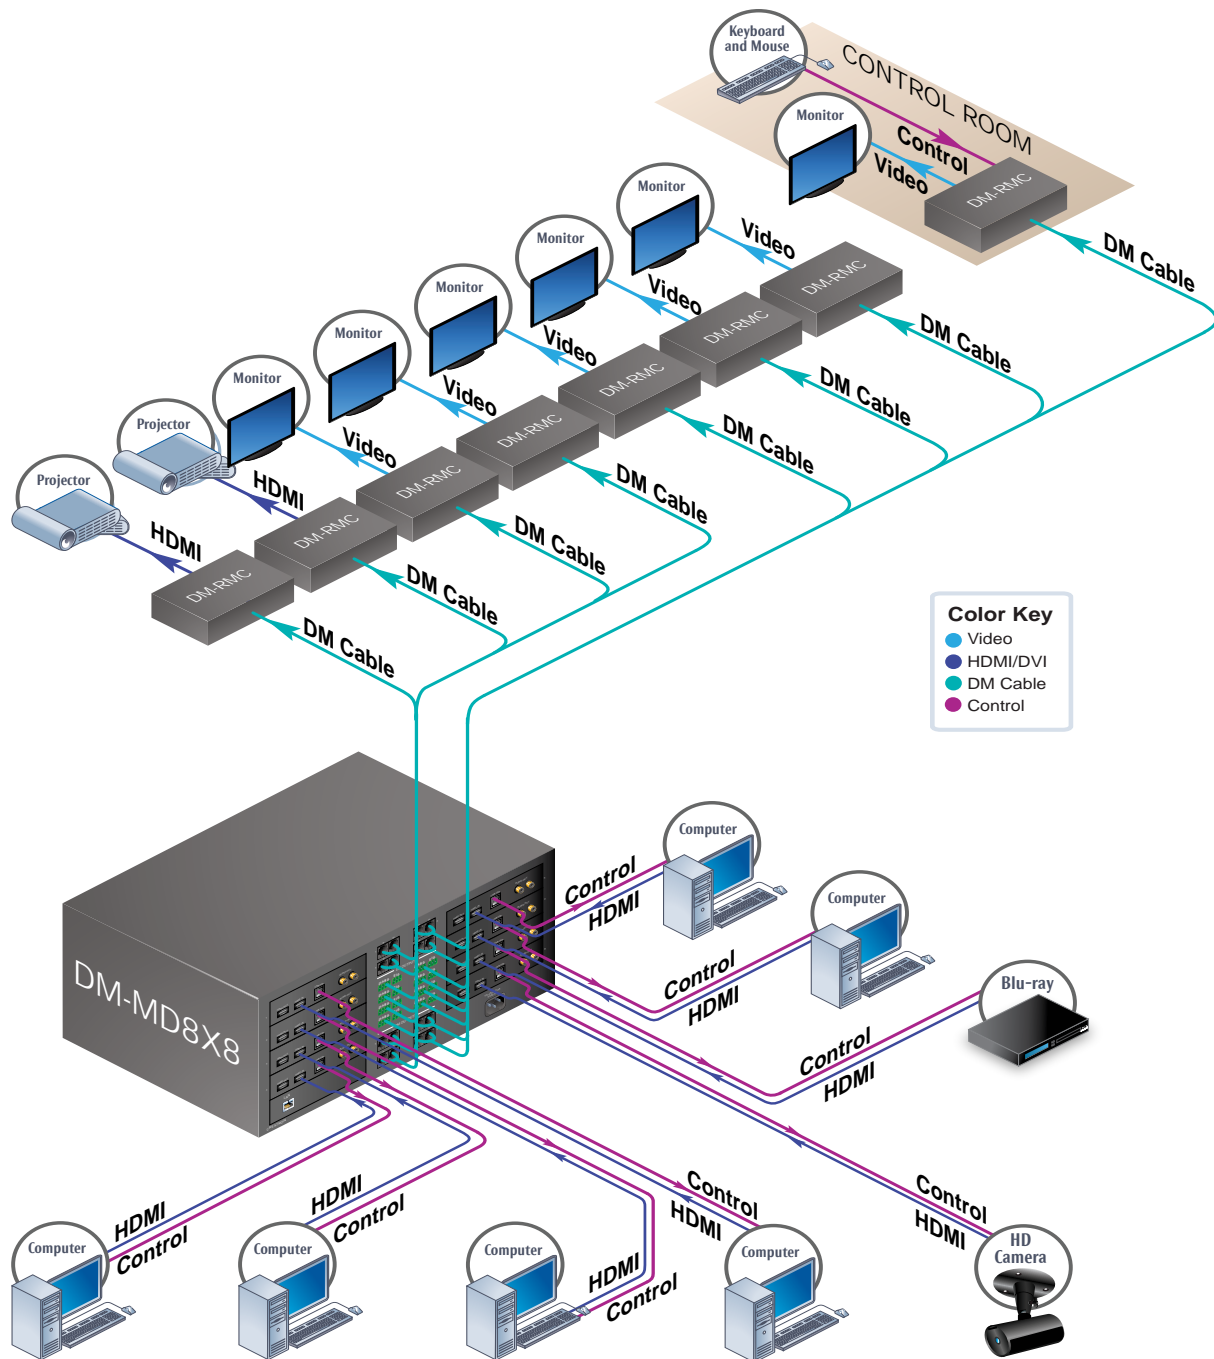 Keyboard
and Mouse
CONTROL ROOM
Monitor
Control
Video
DM-RMC
DM Cable
Monitor
Video
DM-RMC
DM Cable
Monitor
Video
DM-RMC
DM Cable
Monitor
Video
DM-RMC
DM Cable
Monitor
Video
DM-RMC
DM Cable
Monitor
Video
DM-RMC
DM Cable
Projector
HDMI
DM-RMC
DM Cable
Projector
HDMI
DM-RMC
DM Cable
Color Key
Video
HDMI/DVI
DM Cable
Control
DM-MD8X8
Computer
Control
HDMI
Computer
Control
HDMI
Blu-ray
Control
HDMI
HD
Camera
Control
HDMI
Computer
HDMI
Control
Computer
HDMI
Control
Computer
HDMI
Control
Computer
Control
HDMI